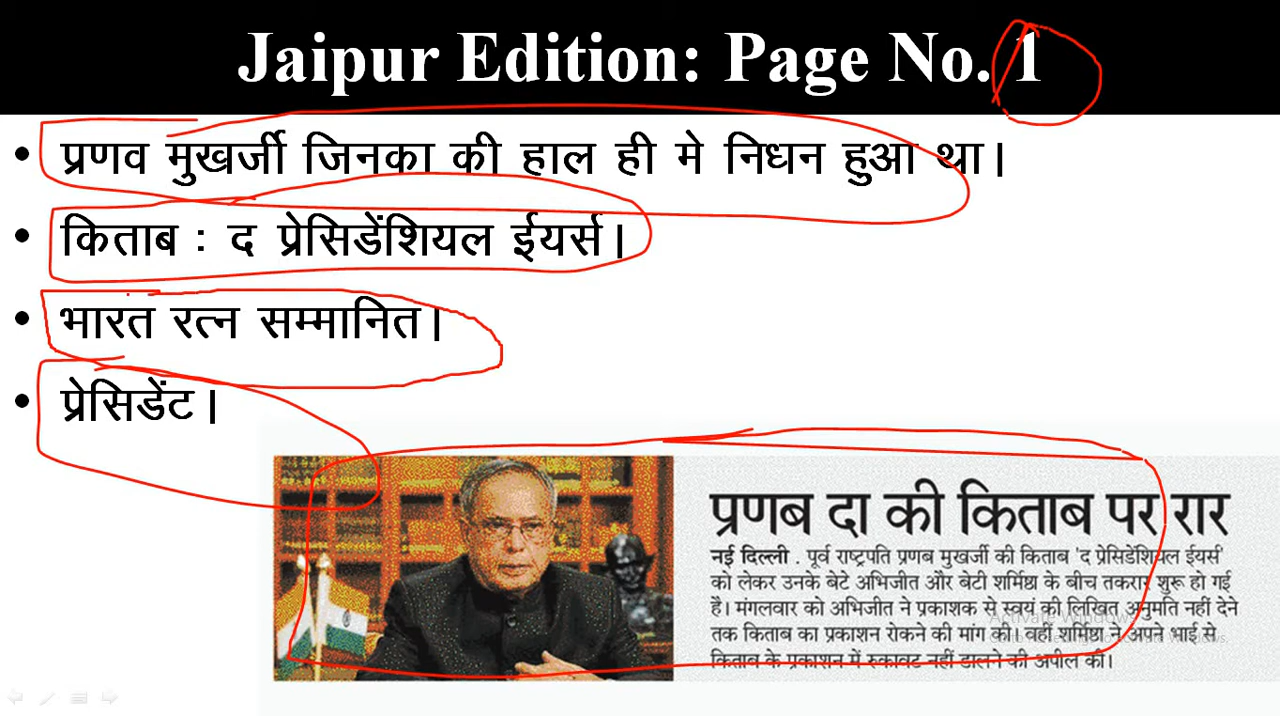 Jaipur Edition: Page No. 1
• प्रणव मुखर्जी जिनका की हाल ही मे निधन हुआ था।
• किताब : द प्रेसिडेंशियल ईयर्स।
• भारत रत्न सम्मानित।
• प्रेसिडेंट।
प्रणब दा की किताब पर रार
नई दिल्ली . पूर्व राष्ट्रपति प्रणब मुखर्जी की किताब 'द प्रेसिडेंशियल ईयर्स'
को लेकर उनके बेटे अभिजीत और बेटी शर्मिष्ठा के बीच तकरार शुरू हो गई
है। मंगलवार को अभिजीत ने प्रकाशक से स्वयं की लिखित अनुमति नहीं देने
तक किताब का प्रकाशन रोकने की मांग की। वहीं शर्मिष्ठा ने अपने भाई से
किताब के प्रकाशन में रुकावट नहीं डालने की अपील की।
Activate Windows